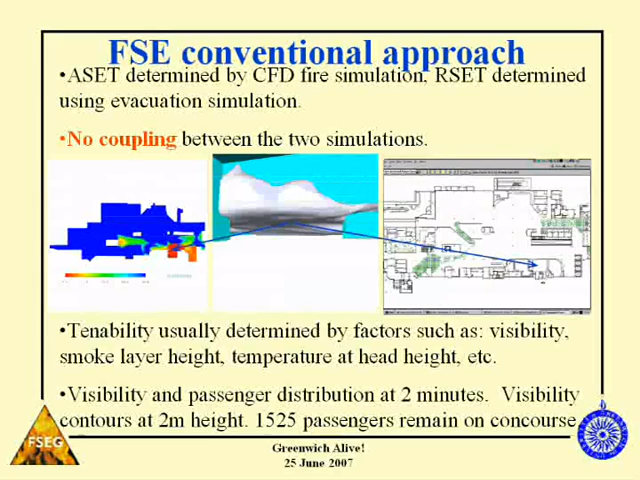 FSE conventional approach
•ASET determined by CFD fire simulation, RSET determined
using evacuation simulation.
•No coupling between the two simulations.
•Tenability usually determined by factors such as: visibility,
smoke layer height, temperature at head height, etc.
•Visibility and passenger distribution at 2 minutes. Visibility
contours at 2m height. 1525 passengers remain on concourse
FSEG
Greenwich Alive!
25 June 2007